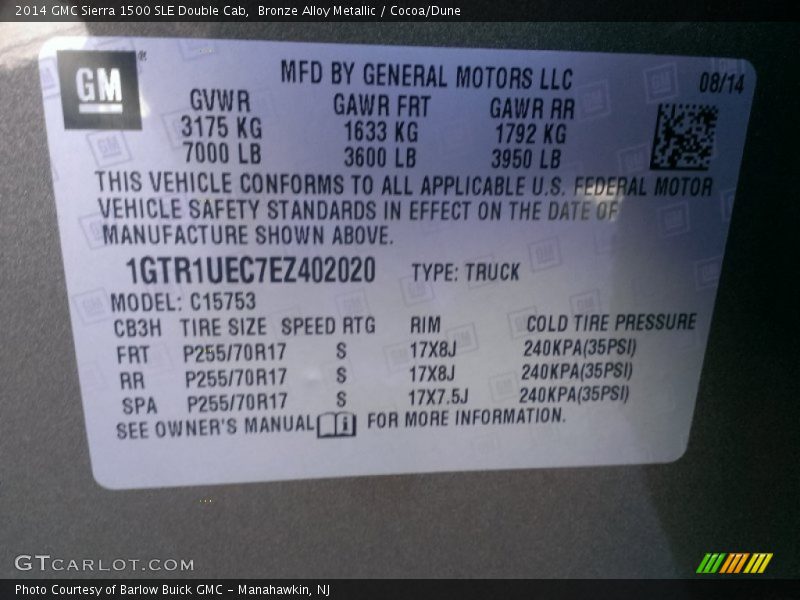 2014 GMC Sierra 1500 SLE Double Cab,  Bronze Alloy Metallic / Cocoa/Dune
GM®
MFD BY GENERAL MOTORS LLC 08/14
GVWR GAWR FRT GAWR RR
3175 KG 1633 KG 1792 KG
7000 LB 3600 LB 3950 LB
THIS VEHICLE CONFORMS TO ALL APPLICABLE U.S. FEDERAL MOTOR
VEHICLE SAFETY STANDARDS IN EFFECT ON THE DATE OF
MANUFACTURE SHOWN ABOVE.
1GTR1UEC7EZ402020 TYPE: TRUCK
MODEL: C15753
CB3H TIRE SIZE SPEED RTG RIM COLD TIRE PRESSURE
FRT P255/70R17 S 17X8J 240KPA(35PSI)
RR P255/70R17 S 17X8J 240KPA(35PSI)
SPA P255/70R17 S 17X7.5J 240KPA(35PSI)
SEE OWNER'S MANUAL i FOR MORE INFORMATION.
GTCARLOT.COM
Photo Courtesy of Barlow Buick GMC – Manahawkin, NJ